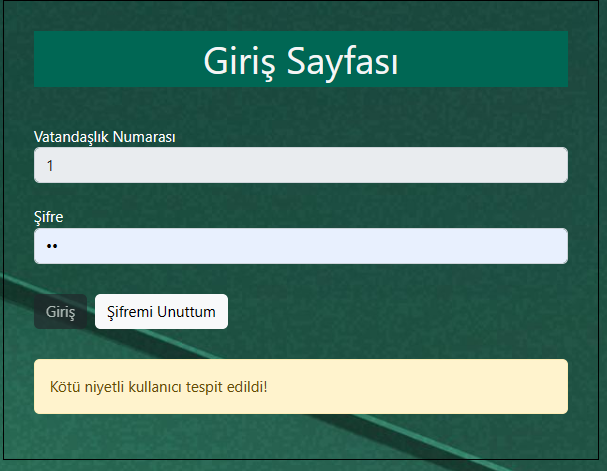 Giriş Sayfası
Vatandaşlık Numarası
1
Şifre
••
Giriş
Şifremi Unuttum
Kötü niyetli kullanıcı tespit edildi!